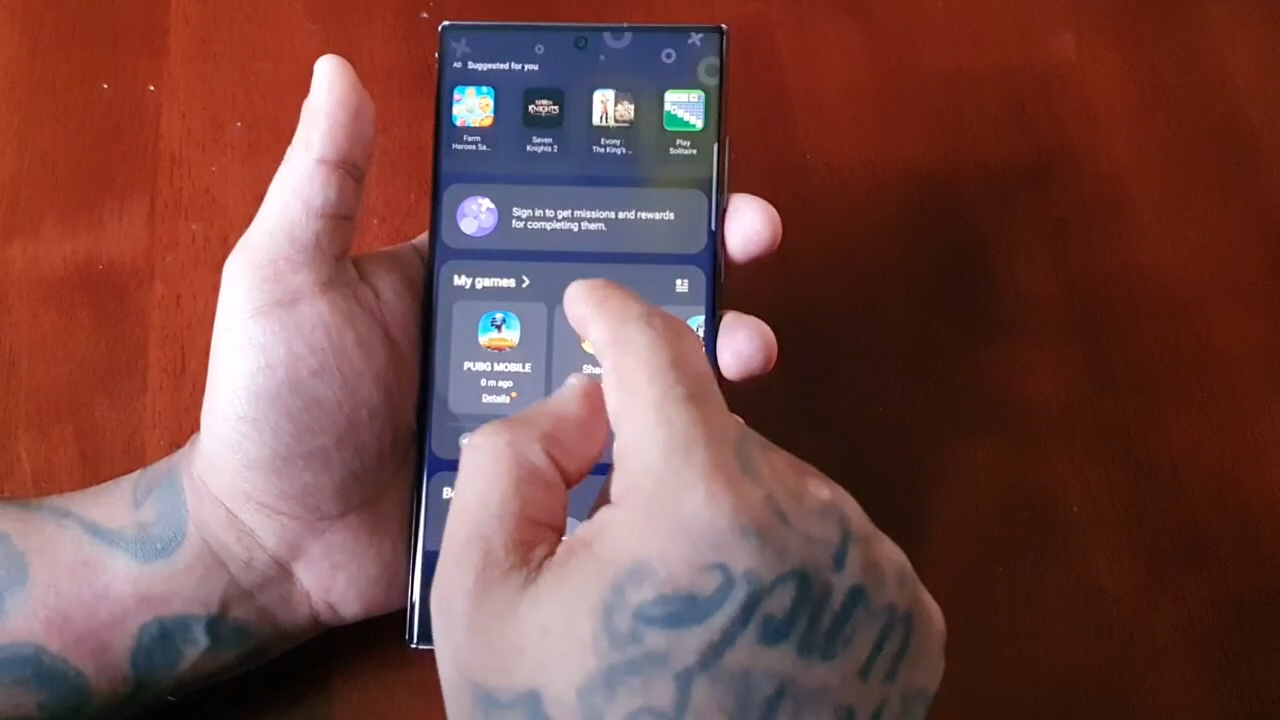 AD Suggested for you
Farm
Heroes Sa...
Seven
Knights 2
Evony :
The King's ...
Play
Solitaire
Sign in to get missions and rewards
for completing them.
My games >
PUBG MOBILE
0 m ago
Details
Sha